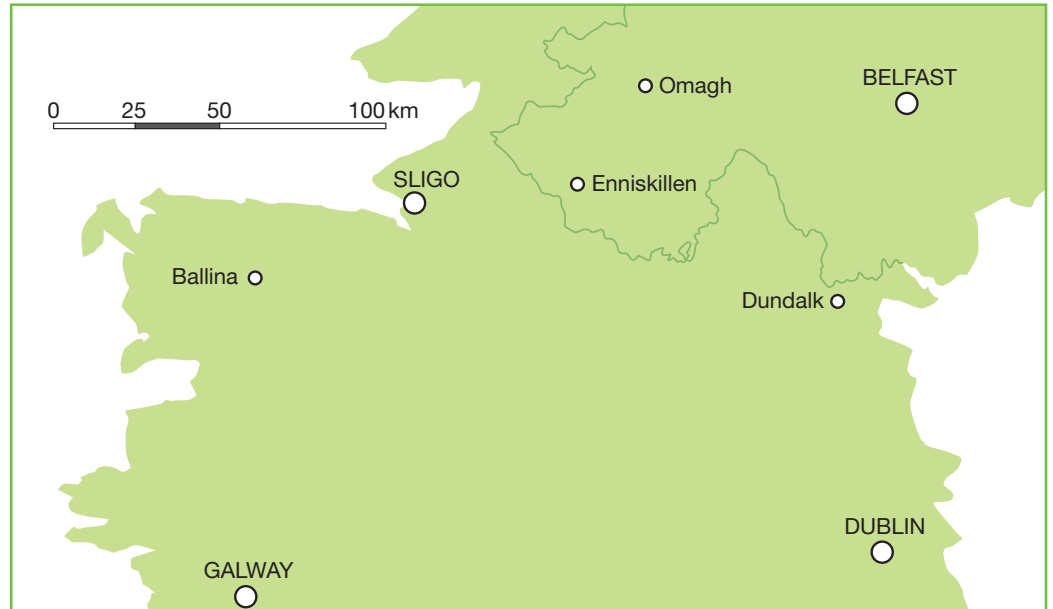 Omagh
BELFAST
0 25 50 100 km
SLIGO
Enniskillen
Ballina
Dundalk
DUBLIN
GALWAY